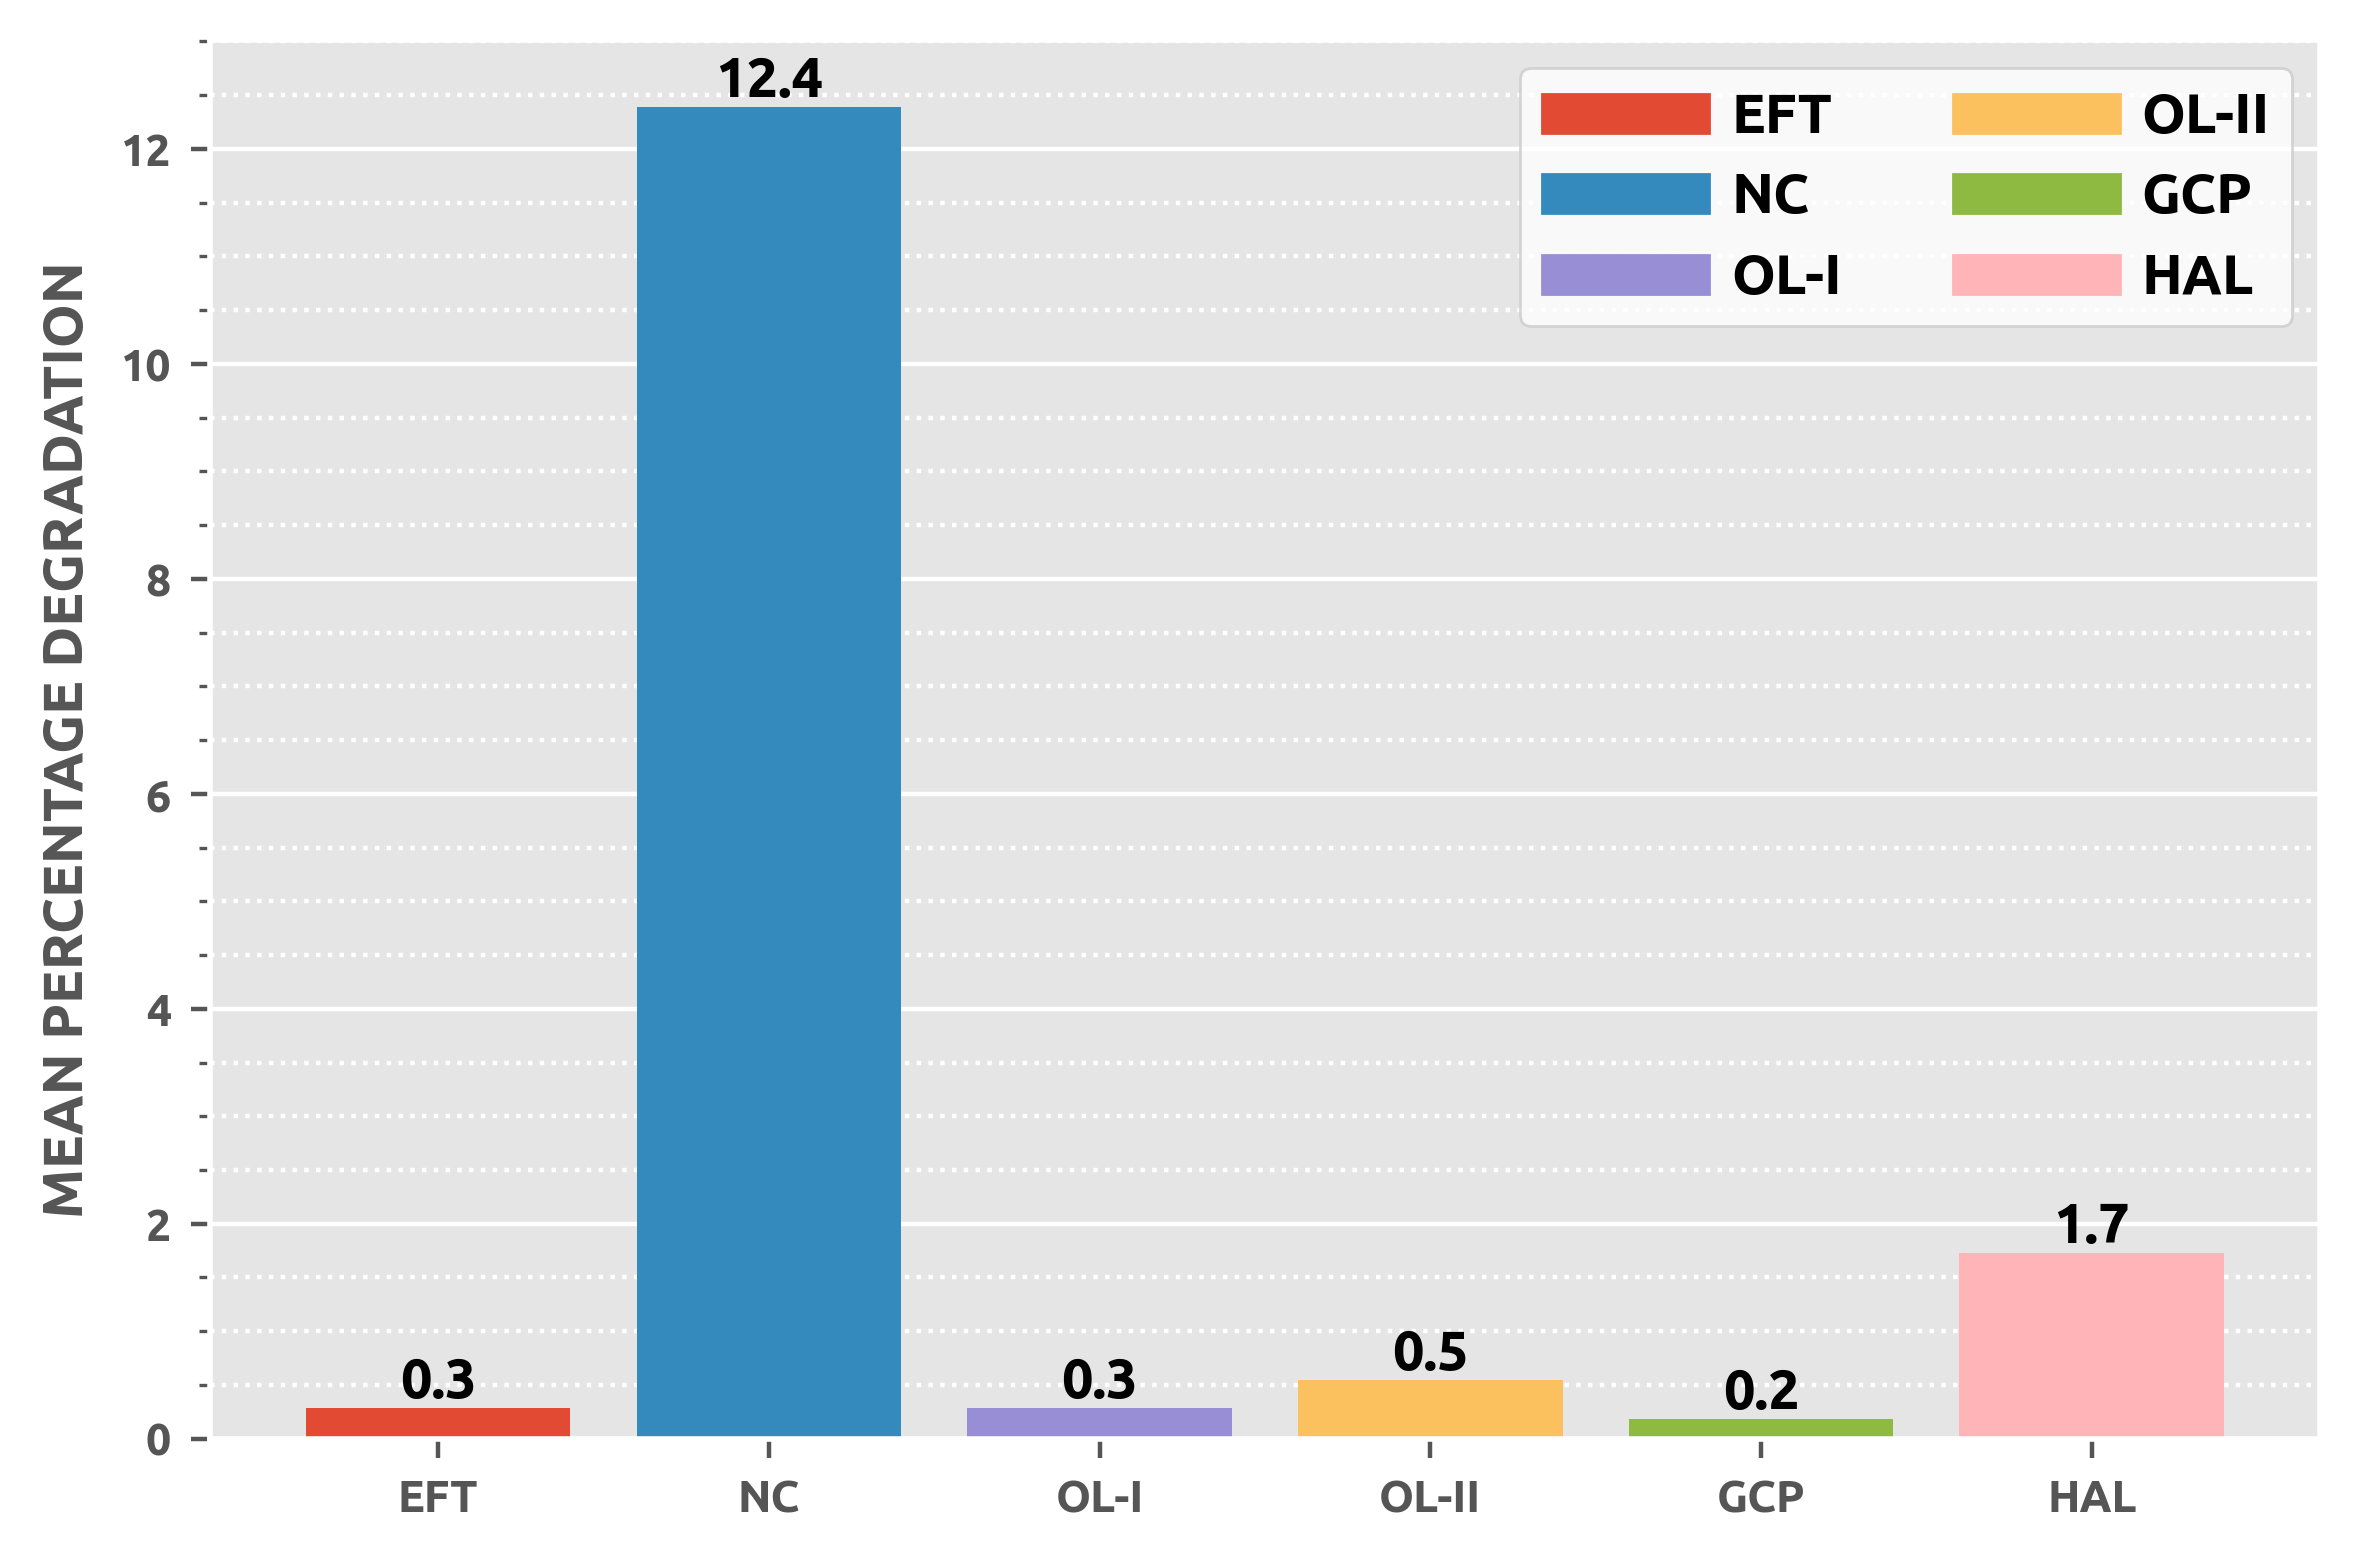 MEAN PERCENTAGE DEGRADATION
12
10
8
6
4
2
0
12.4
0.3
0.3
0.5
0.2
1.7
EFT
NC
OL-I
OL-II
GCP
HAL
EFT
NC
OL-I
OL-II
GCP
HAL